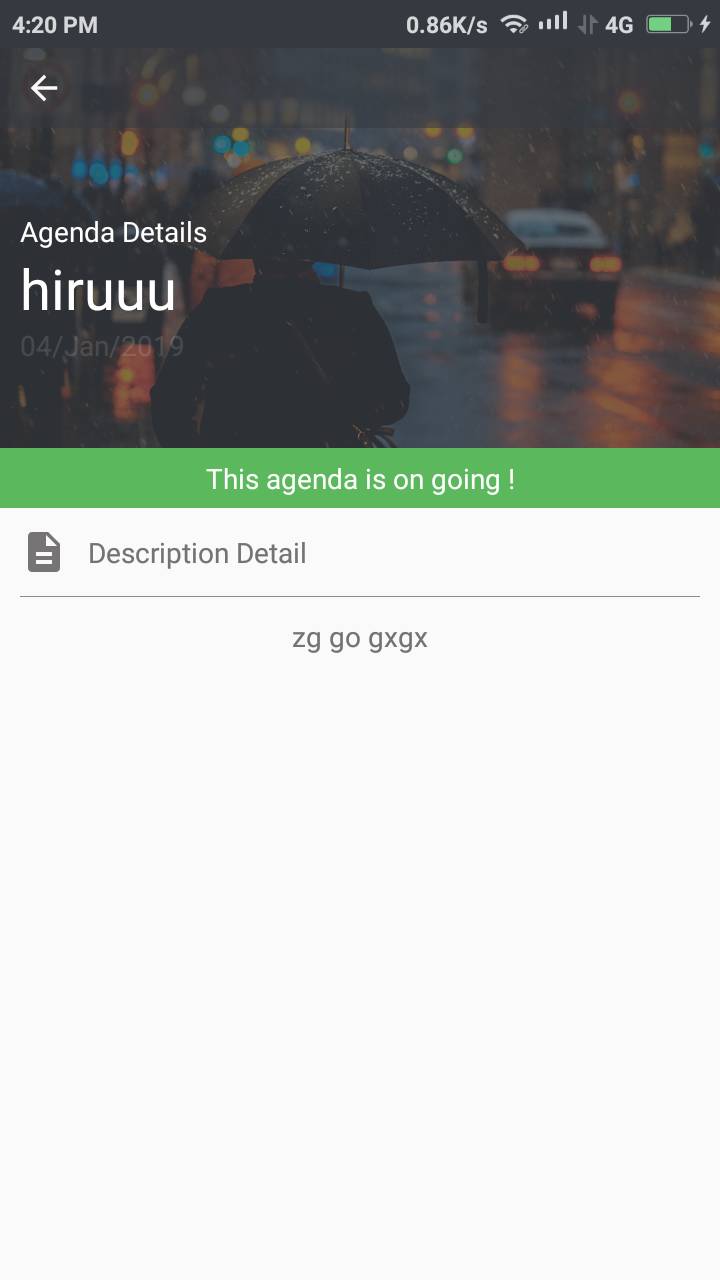 4:20 PM 0.86K/s 4G
Agenda Details
hiruuu
04/Jan/2019
This agenda is on going !
Description Detail
zg go gxgx